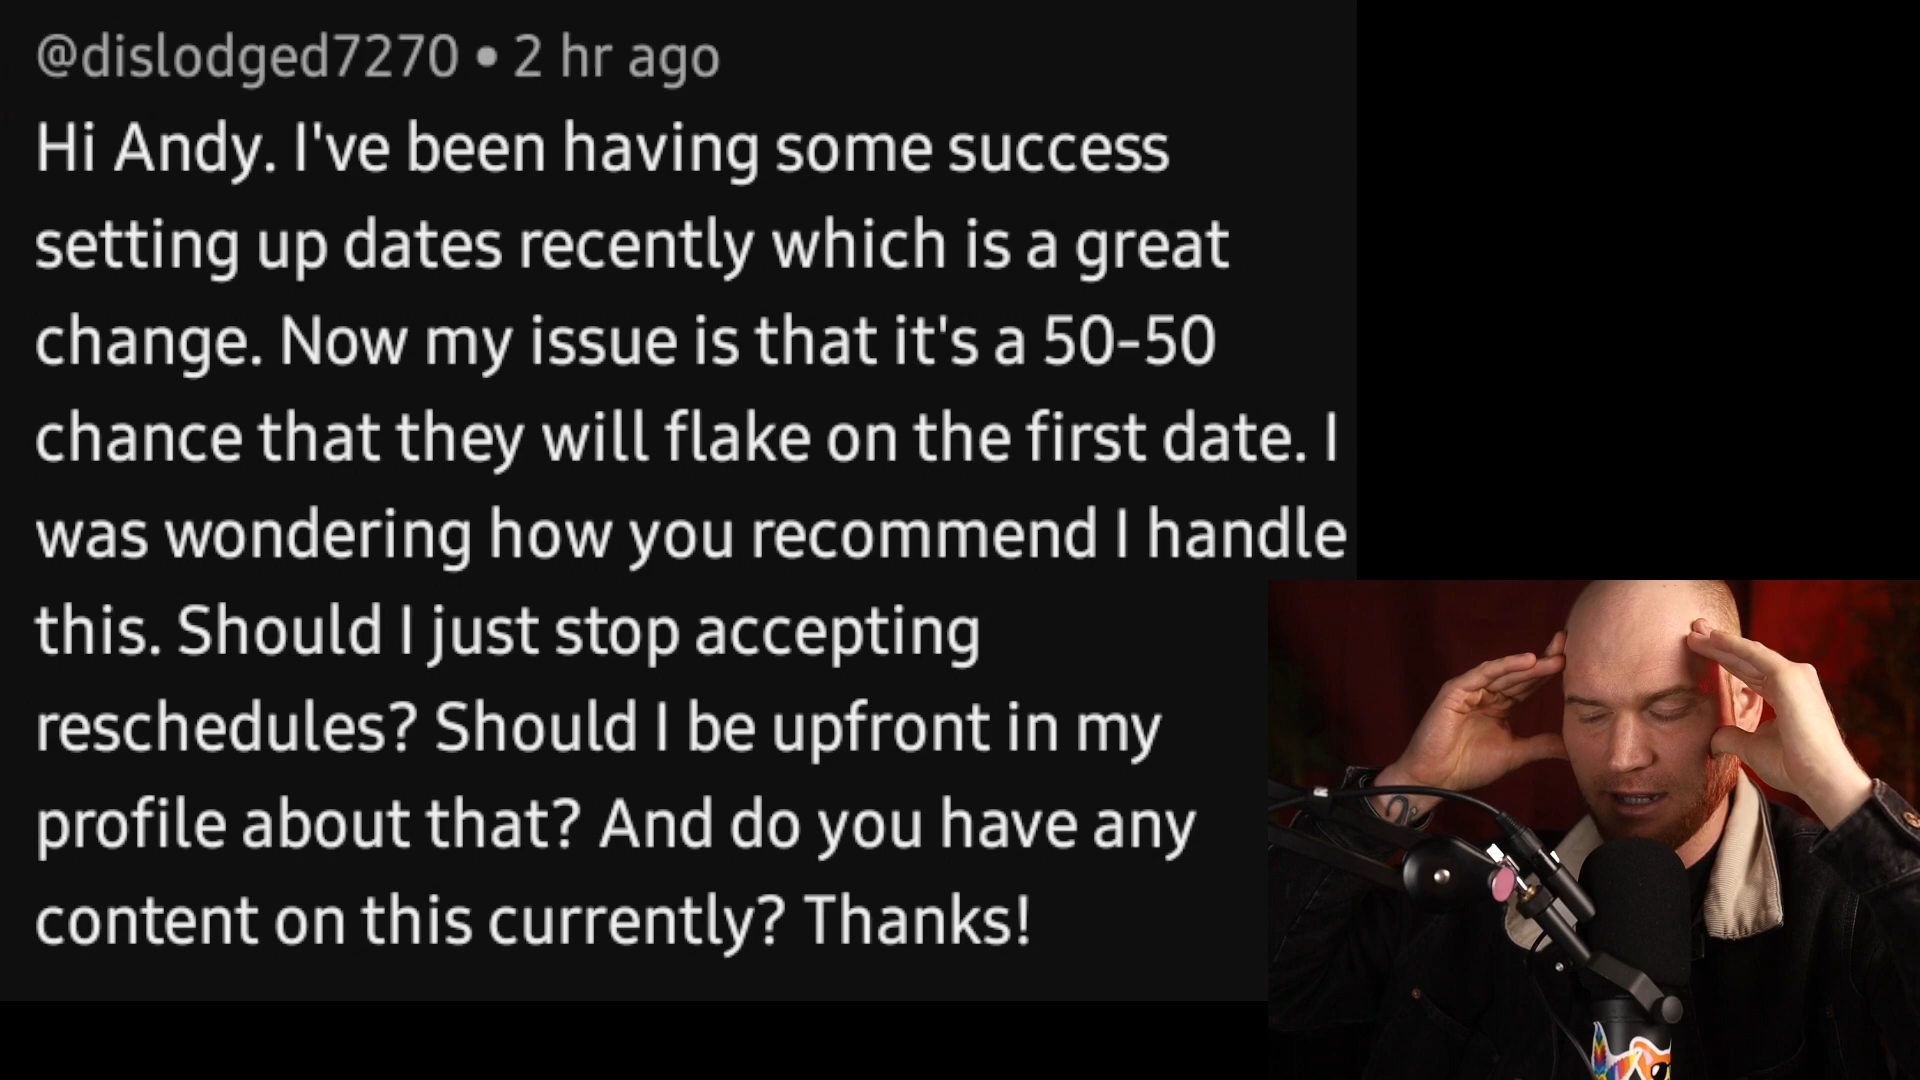 @dislodged7270 • 2 hr ago
Hi Andy. I've been having some success
setting up dates recently which is a great
change. Now my issue is that it's a 50-50
chance that they will flake on the first date. I
was wondering how you recommend I handle
this. Should I just stop accepting
reschedules? Should I be upfront in my
profile about that? And do you have any
content on this currently? Thanks!